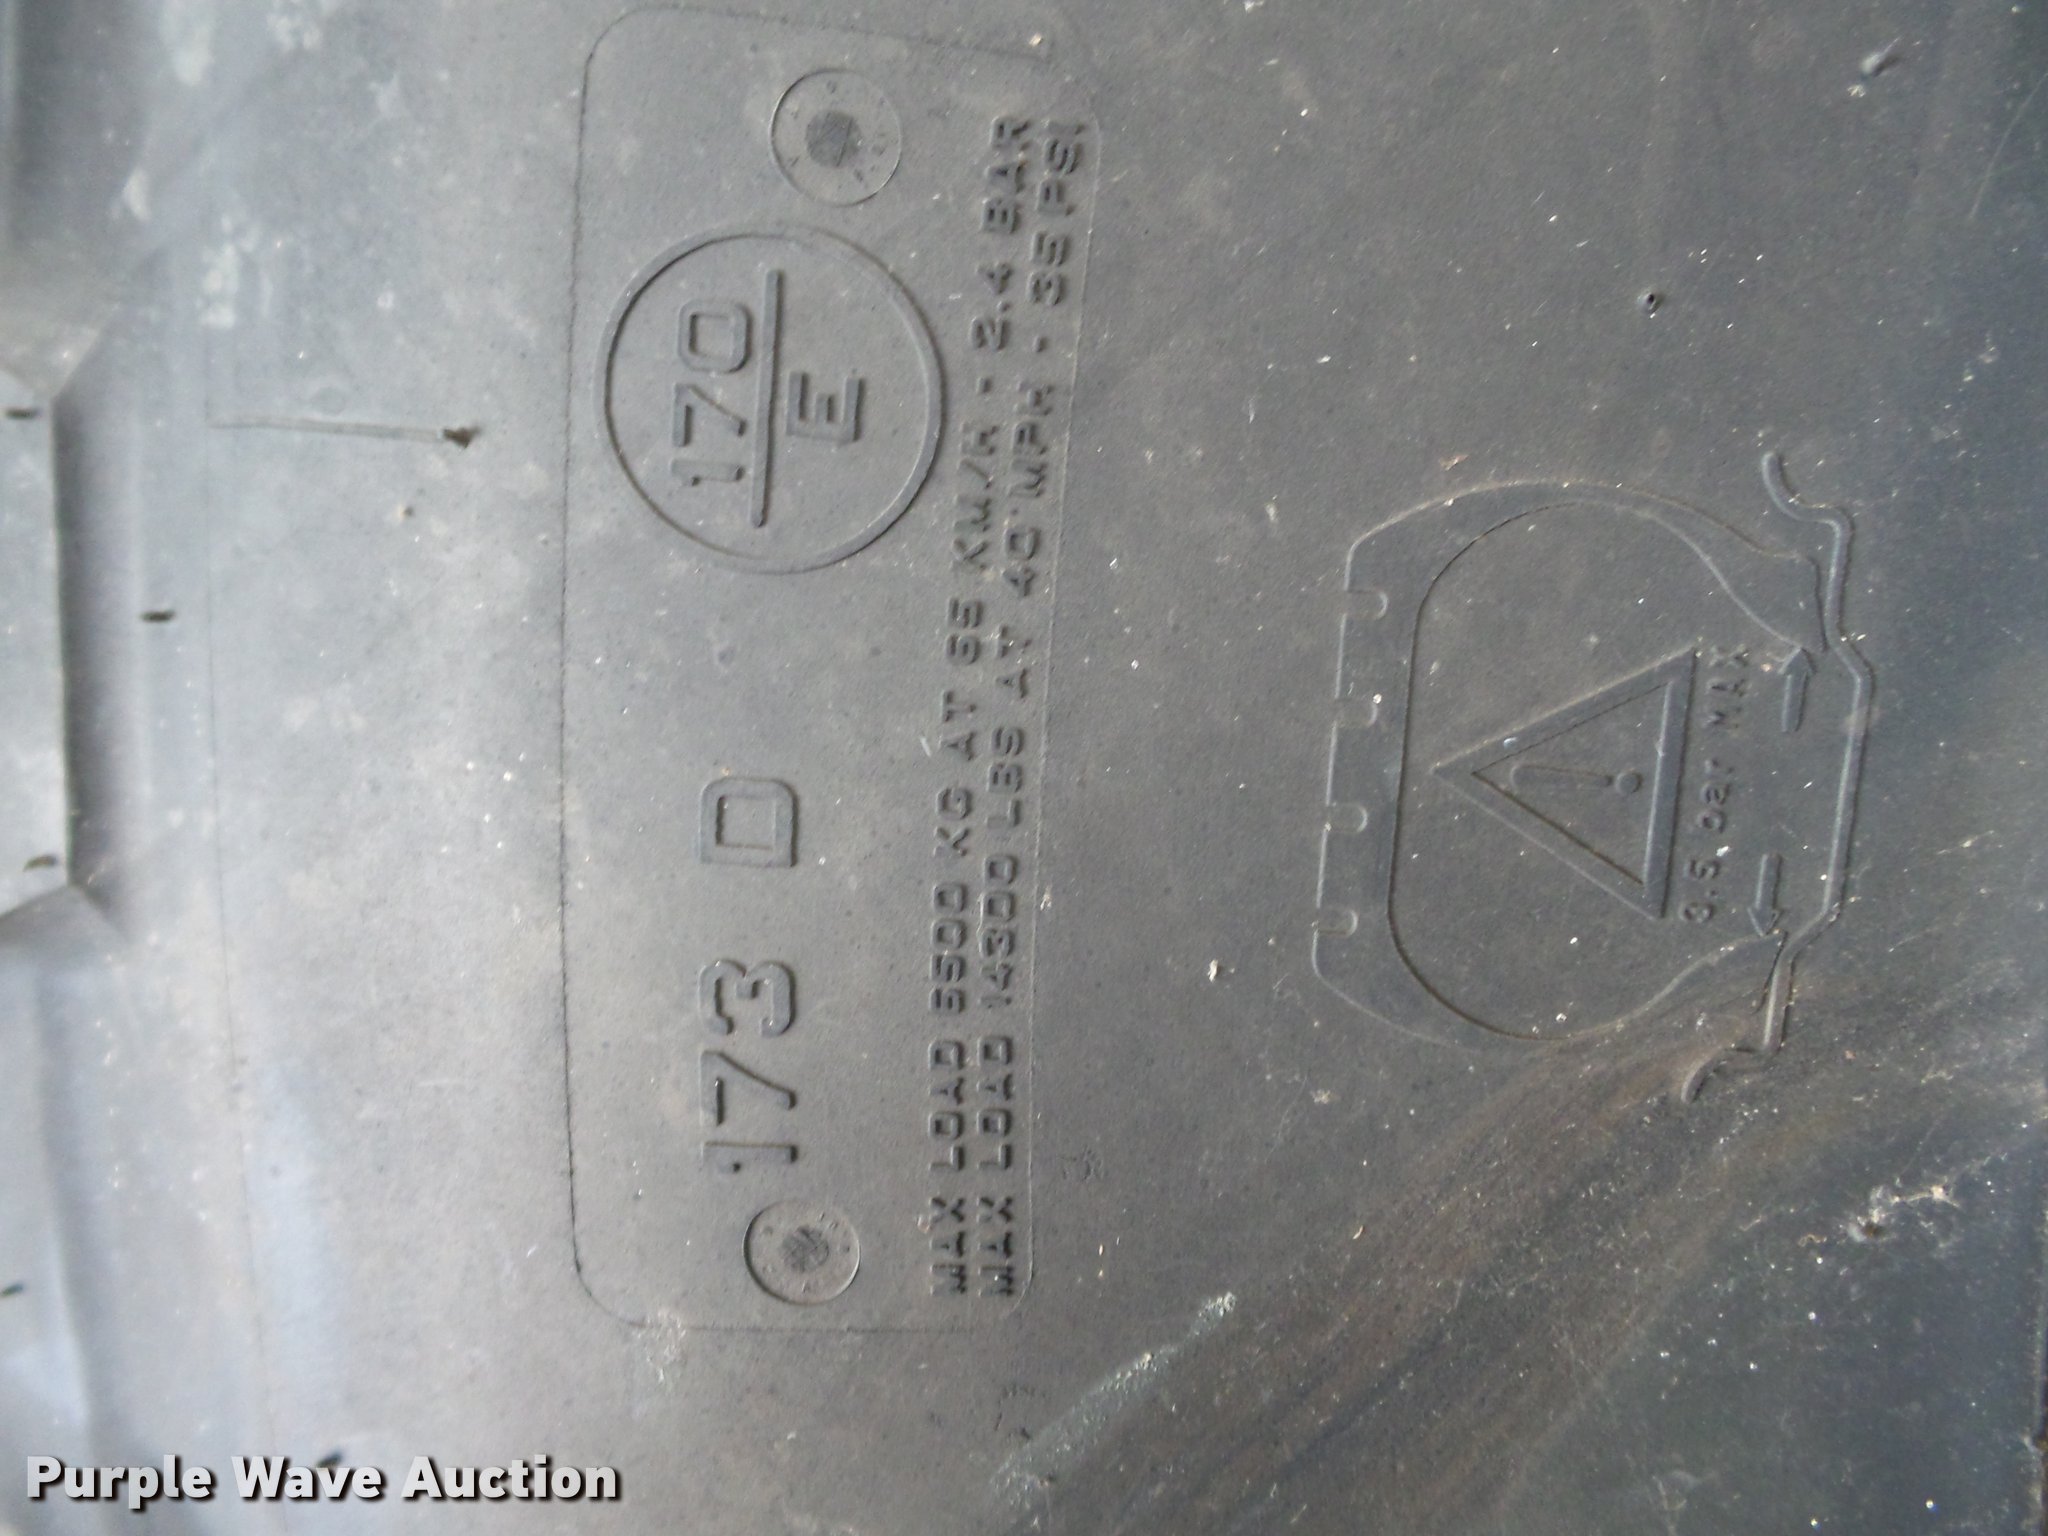 173 D
170
E
MAX LOAD 6500 KG AT 65 KM/H - 2.4 BAR
MAX LOAD 14300 LBS AT 40 MPH - 35 PSI
3.5 bar MAX
Purple Wave Auction